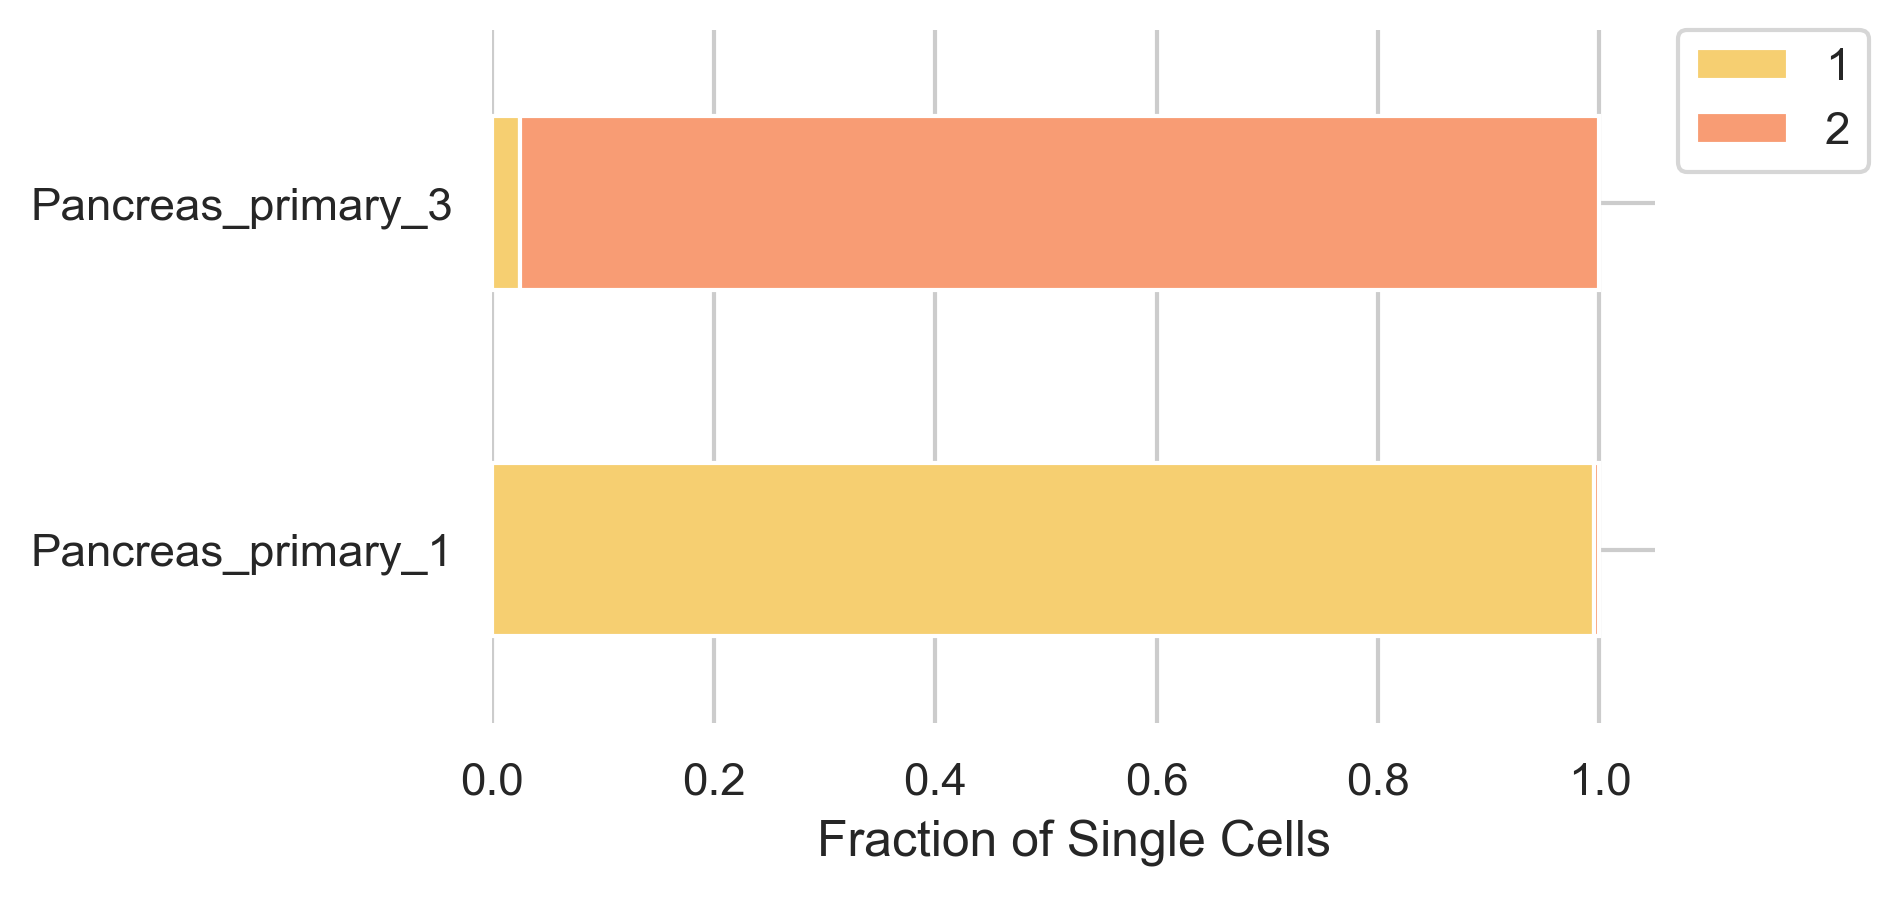 1
2
Pancreas_primary_3
Pancreas_primary_1
0.0 0.2 0.4 0.6 0.8 1.0
Fraction of Single Cells